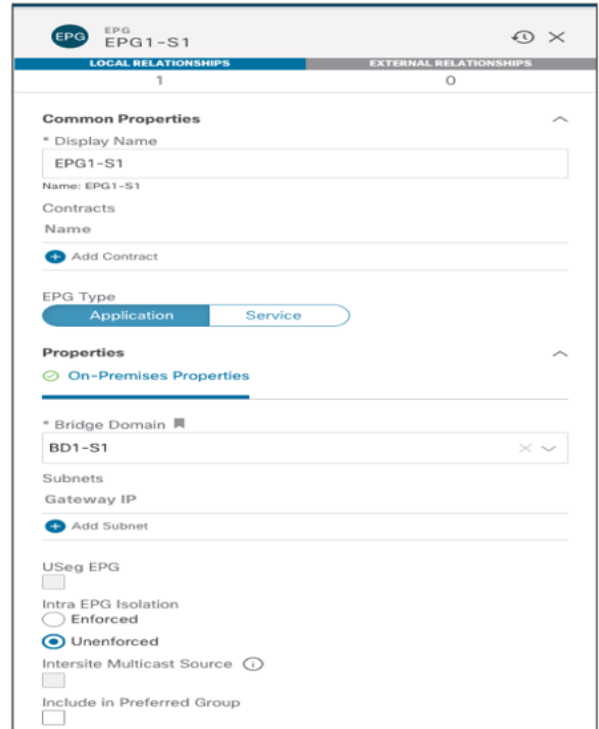 EPG
EPG
EPG1-S1
LOCAL RELATIONSHIPS
EXTERNAL RELATIONSHIPS
1
0
Common Properties
* Display Name
EPG1-S1
Name: EPG1-S1
Contracts
Name
Add Contract
EPG Type
Application
Service
Properties
On-Premises Properties
* Bridge Domain
BD1-S1
Subnets
Gateway IP
Add Subnet
USeg EPG
Intra EPG Isolation
Enforced
Unenforced
Intersite Multicast Source
Include in Preferred Group